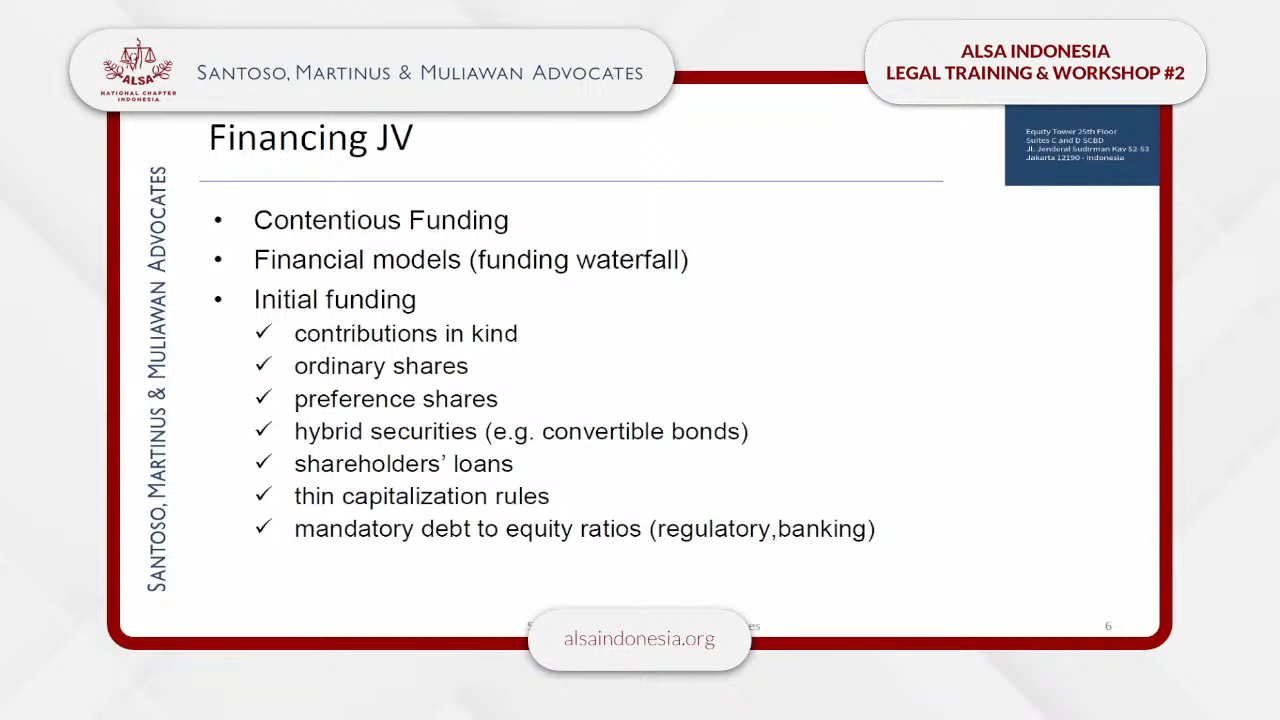 ALSA
NATIONAL CHAPTER
INDONESIA
SANTOSO, MARTINUS & MULIAWAN ADVOCATES
ALSA INDONESIA
LEGAL TRAINING & WORKSHOP #2
Equity Tower 25th Floor
Suites C and D SCBD
Jl. Jenderal Sudirman Kav 52-53
Jakarta 12190 - Indonesia
SANTOSO, MARTINUS & MULIAWAN ADVOCATES
Financing JV
• Contentious Funding
• Financial models (funding waterfall)
• Initial funding
✓ contributions in kind
✓ ordinary shares
✓ preference shares
✓ hybrid securities (e.g. convertible bonds)
✓ shareholders’ loans
✓ thin capitalization rules
✓ mandatory debt to equity ratios (regulatory,banking)
6
alsaindonesia.org